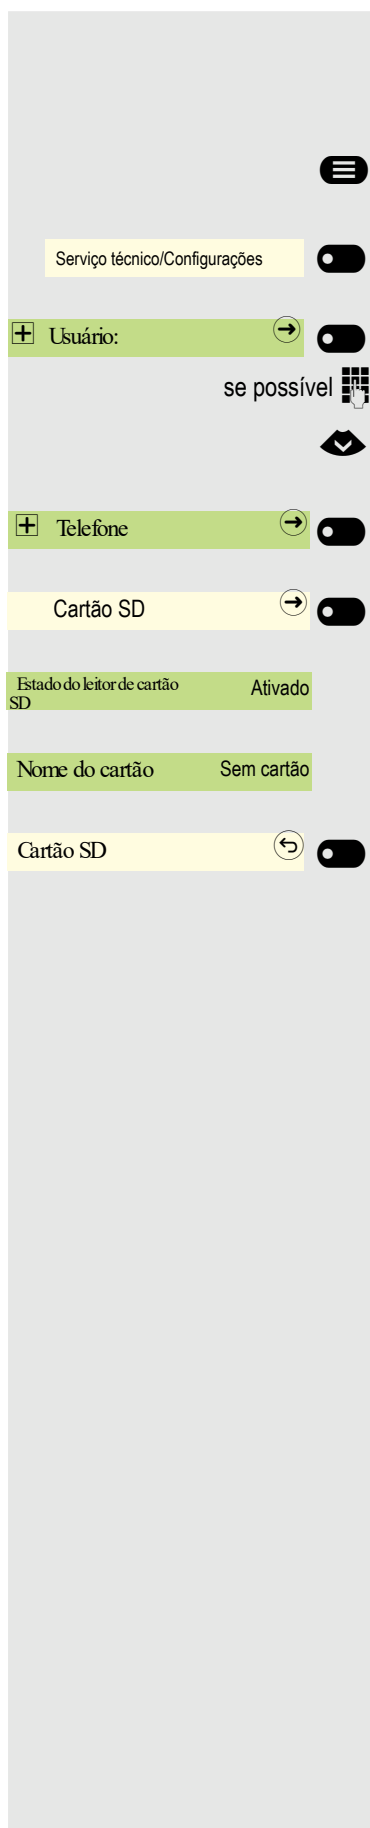 Serviço técnico/Configurações
Usuário:
se possível
Telefone
Cartão SD
Estado do leitor de cartão Ativado
SD
Nome do cartão Sem cartão
Cartão SD